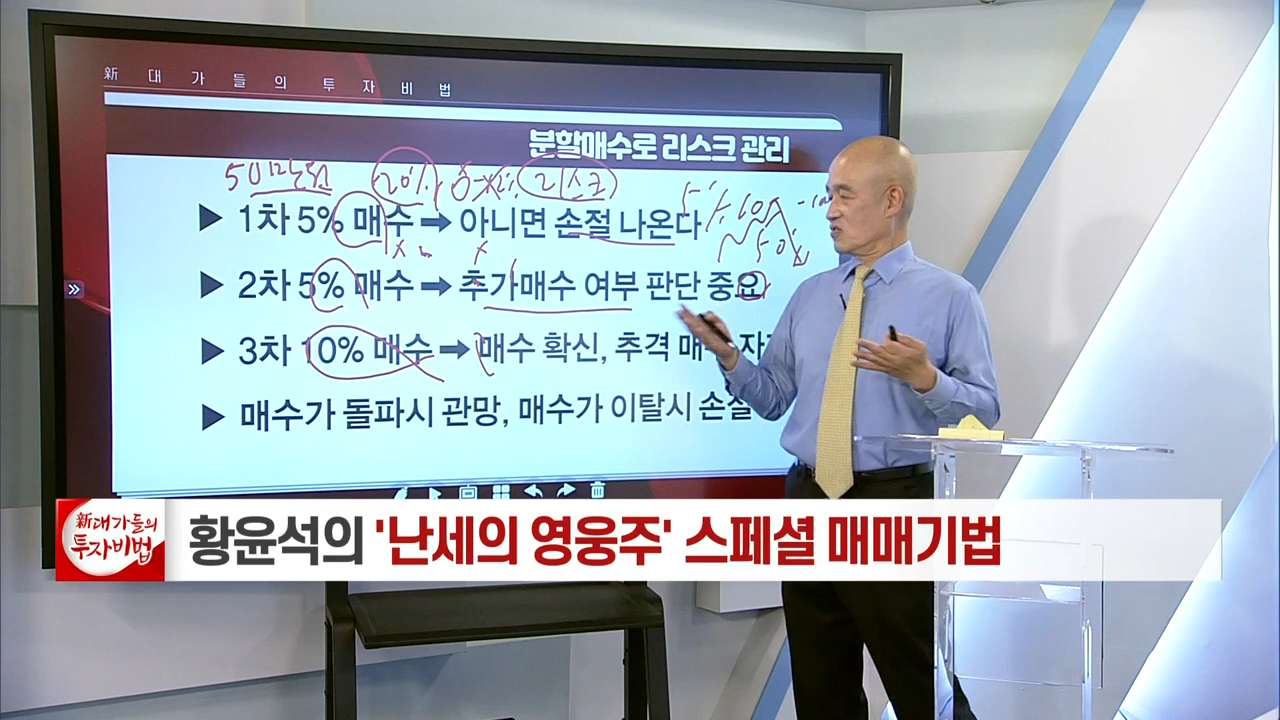 新 대 가 들 의 투 자 비 법
분할매수로 리스크 관리
50만원 20% 리스크
▶ 1차 5% 매수 ➡ 아니면 손절 나온다
▶ 2차 5% 매수 ➡ 추가매수 여부 판단 중요
▶ 3차 10% 매수 ➡ 매수 확신, 추격 매
▶ 매수가 돌파시 관망, 매수가 이탈시 손절
新대가들의
투자비법
황윤석의 '난세의 영웅주' 스페셜 매매기법